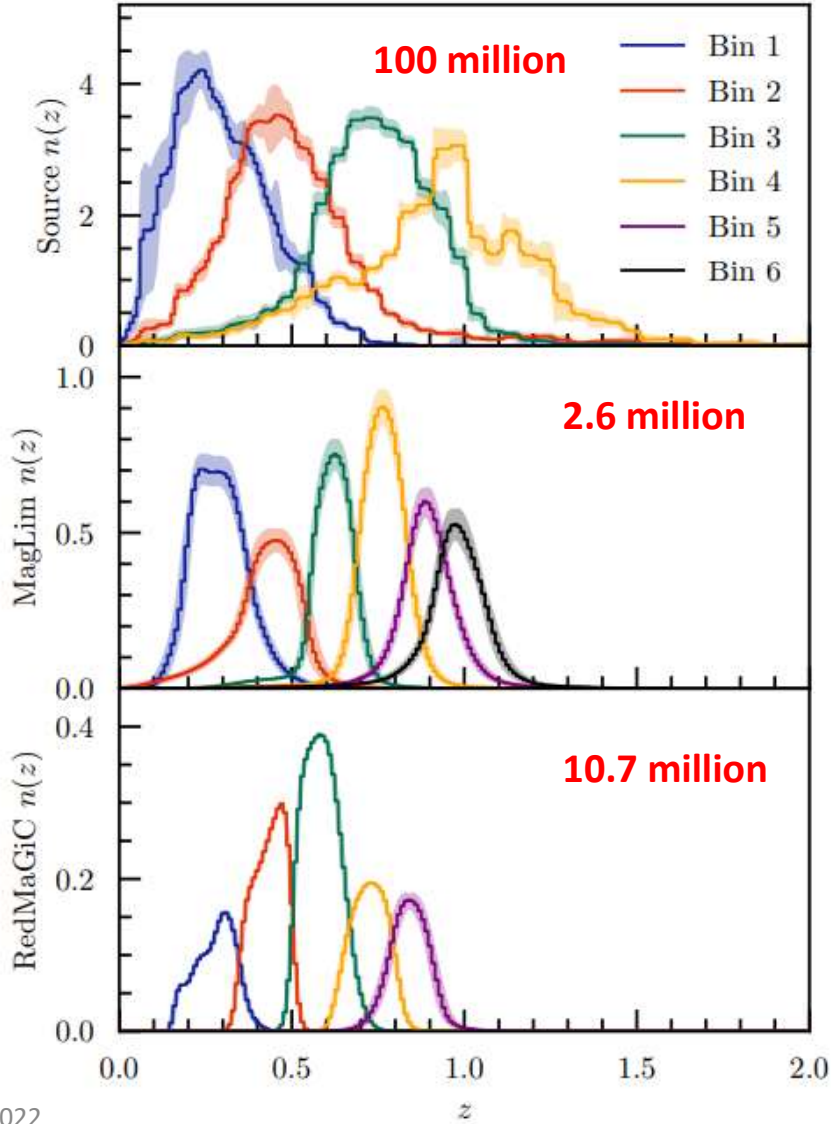 100 million
Bin 1
Bin 2
Bin 3
Bin 4
Bin 5
Bin 6
Source n(z)
4
2
0
2.6 million
MagLim n(z)
1.0
0.5
0.0
10.7 million
RedMaGiC n(z)
0.4
0.2
0.0
0.0 0.5 1.0 1.5 2.0
z
022